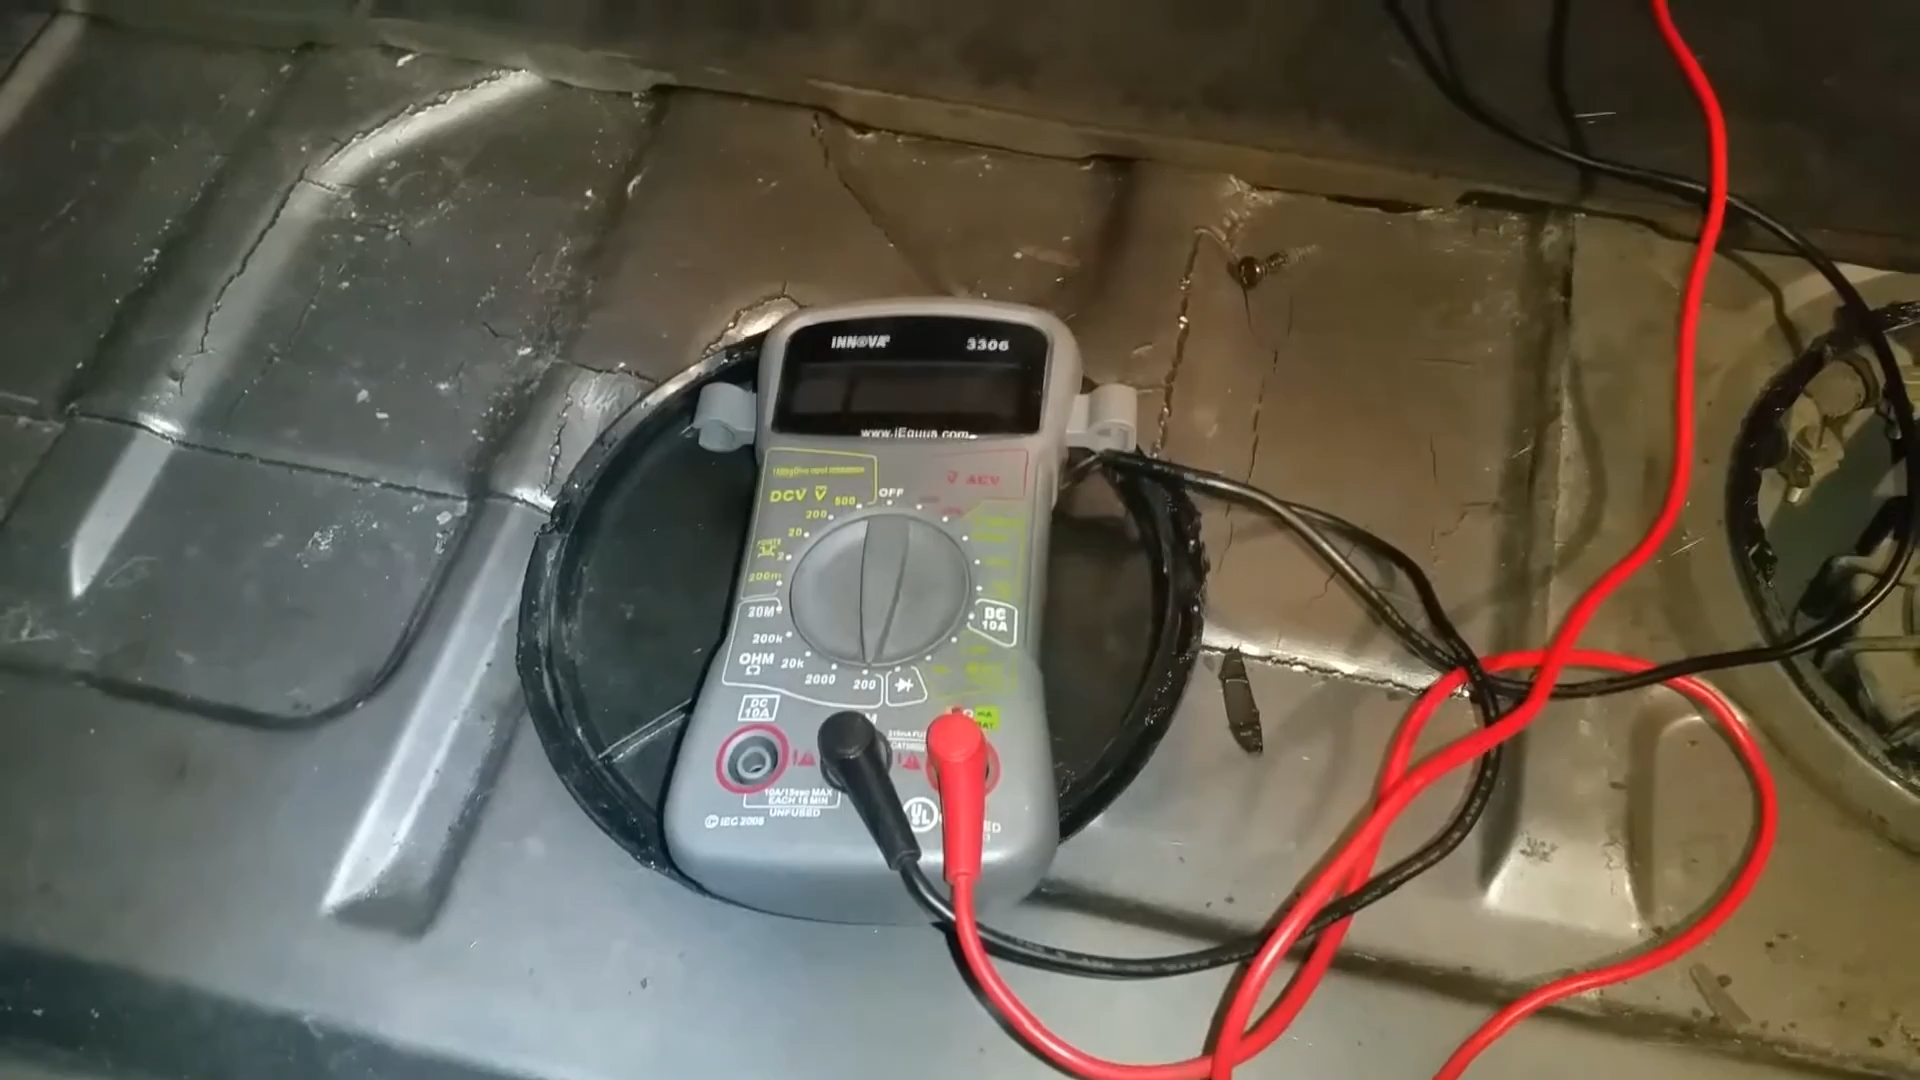 INNOVA 3306
www.iEquus.com
DCV
ACV
OFF
500
200
20
2
200m
20M
200k
OHM
Ω
20k
2000
200
DC
10A
DC
10A
10A/15sec MAX
EACH 15 MIN
UNFUSED
© IEC 2008
UL